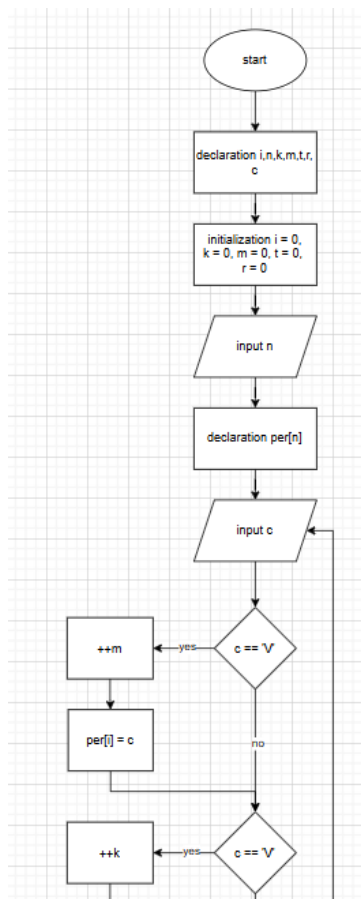 start
declaration i,n,k,m,t,r,
c
initialization i = 0,
k = 0, m = 0, t = 0,
r = 0
input n
declaration per[n]
input c
++m
yes
c == 'V'
per[i] = c
no
++k
yes
c == 'V'